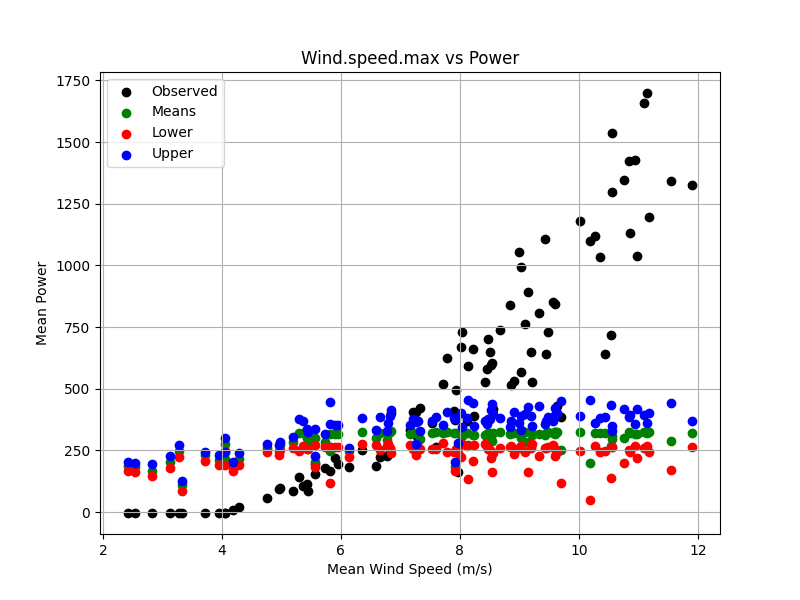 Wind.speed.max vs Power
Observed
Means
Lower
Upper
1750
1500
1250
1000
750
500
250
0
Mean Power
2
4
6
8
10
12
Mean Wind Speed (m/s)